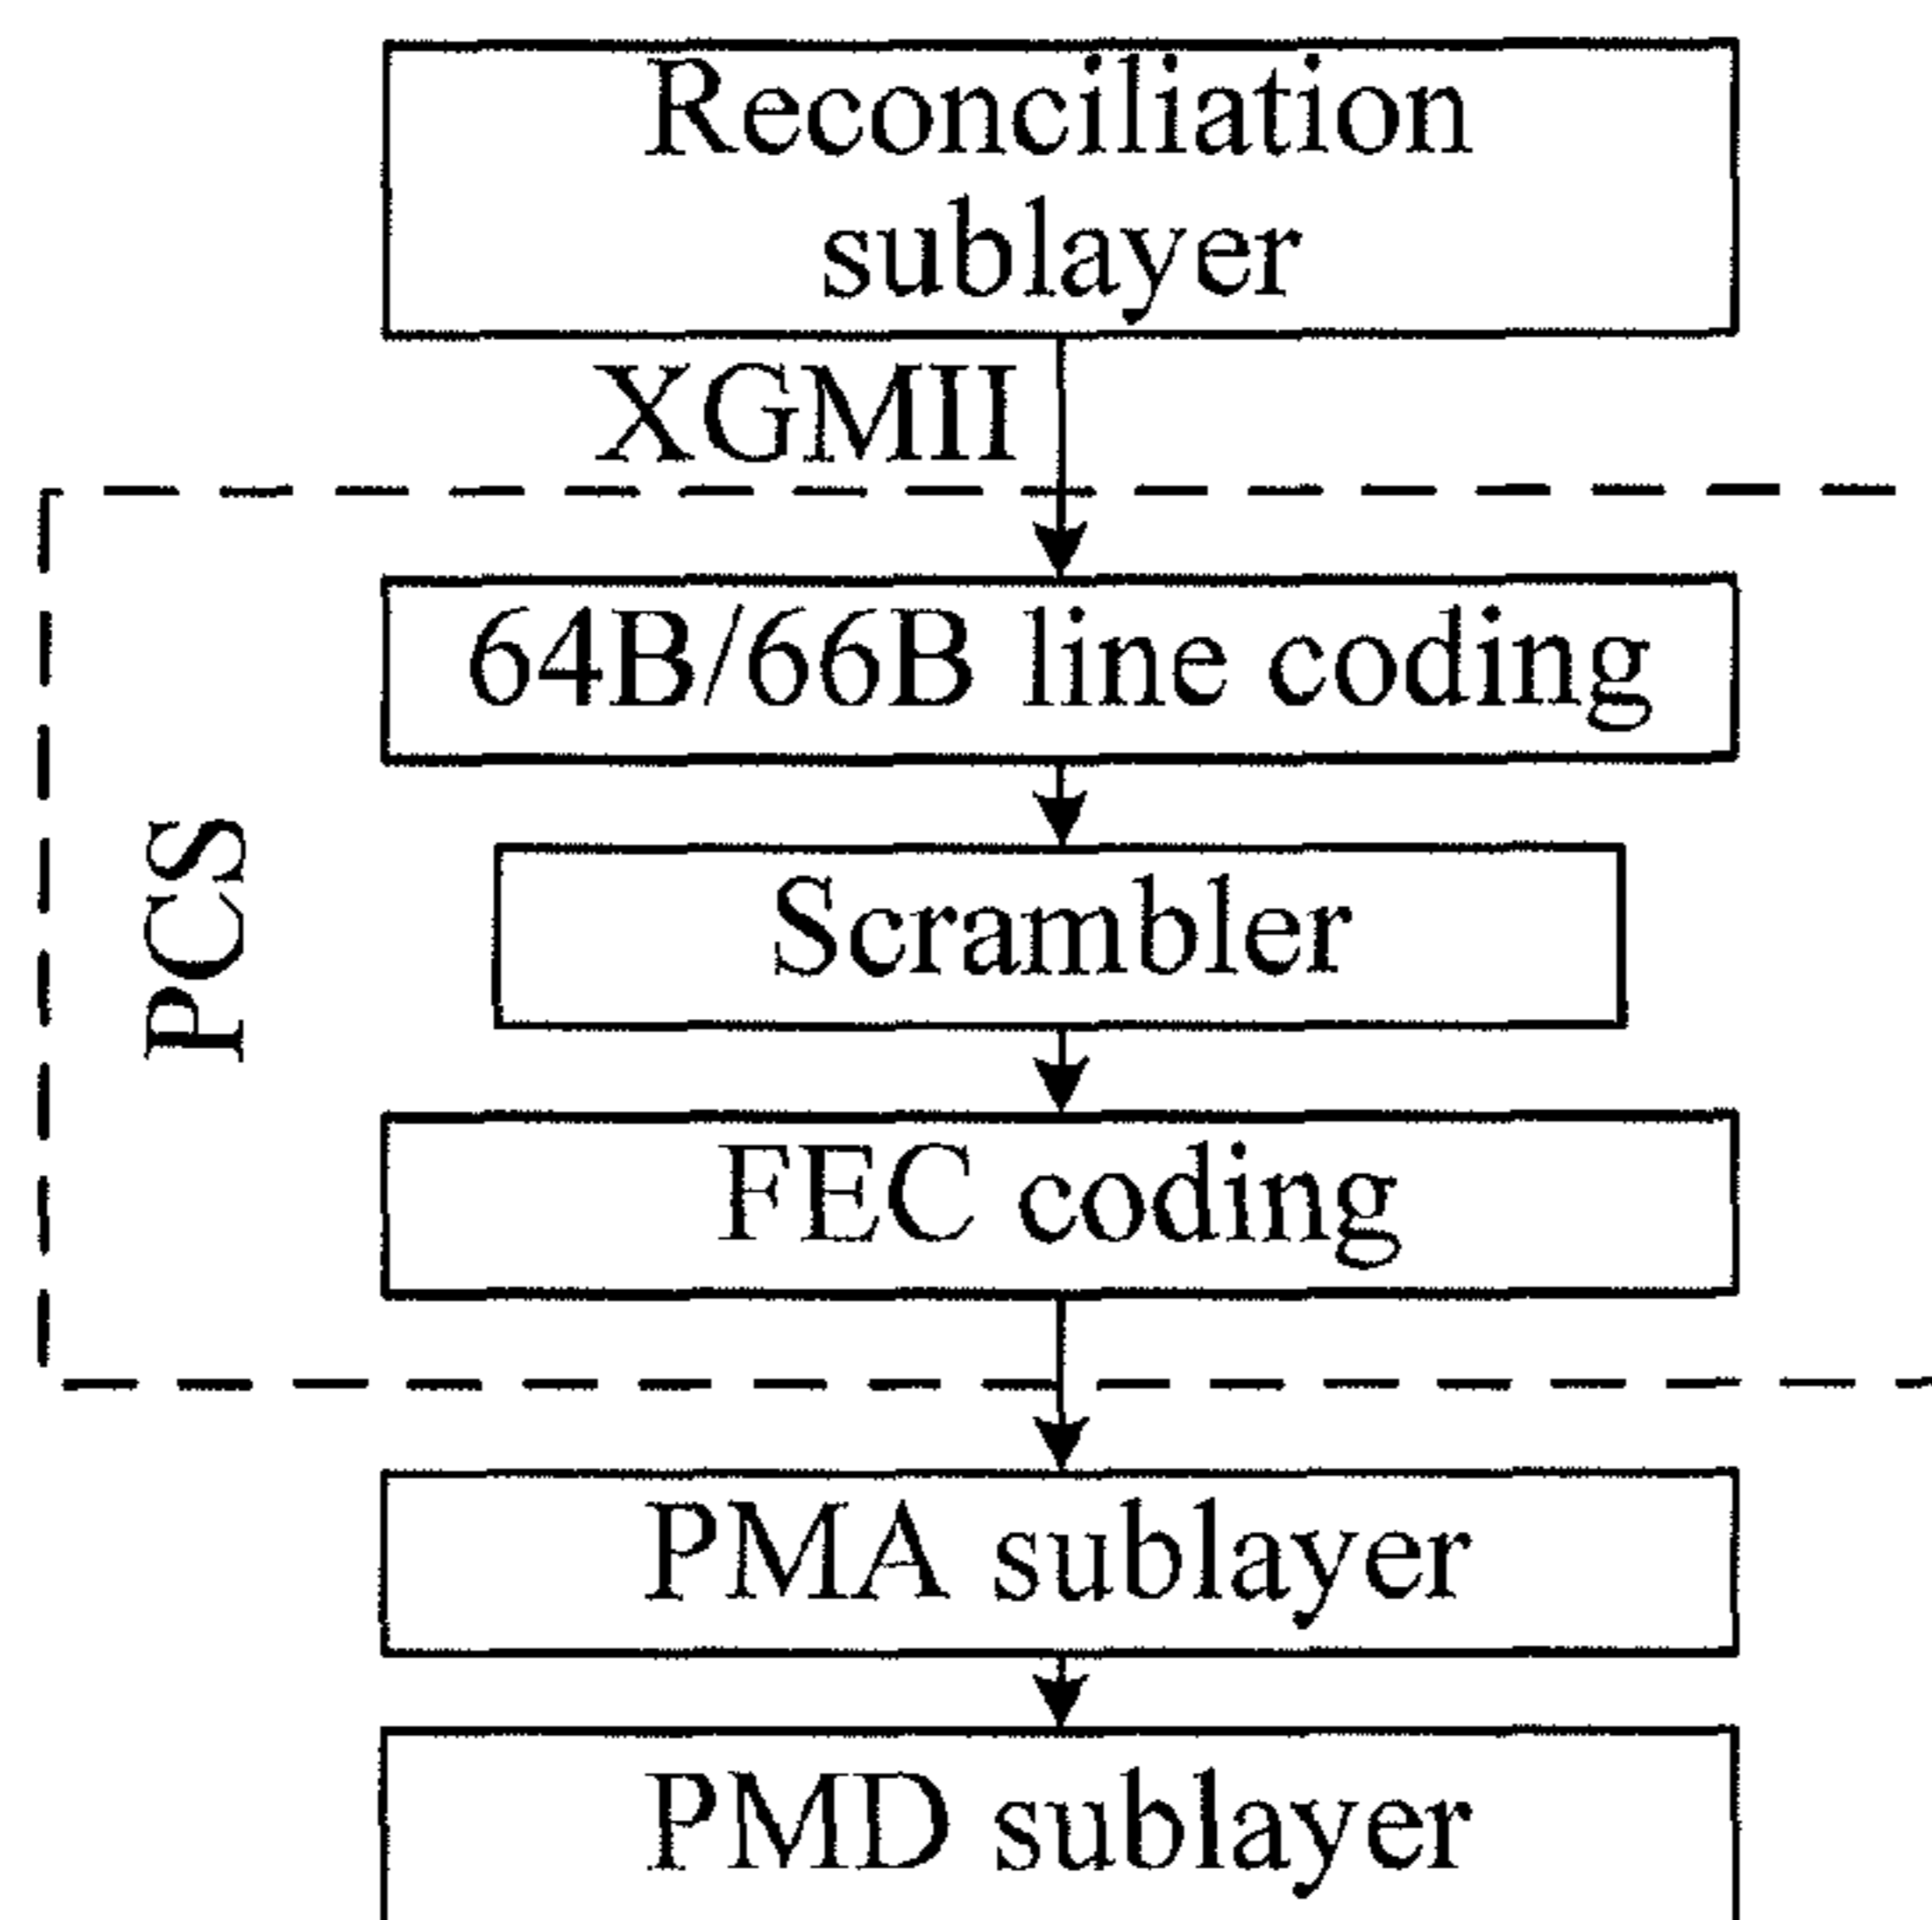 Reconciliation
sublayer
XGMII
64B/66B line coding
PCS
Scrambler
FEC coding
PMA sublayer
PMD sublayer